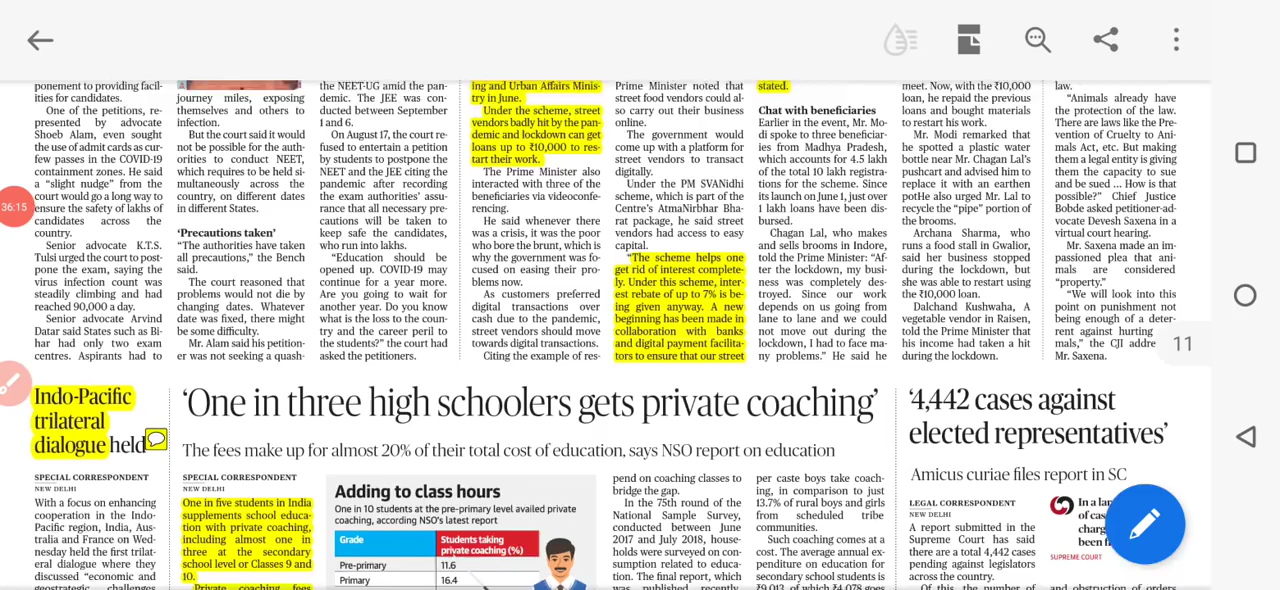 ponement to providing facil-
ities for candidates.
One of the petitions, re-
presented by advocate
Shoeb Alam, even sought
the use of admit cards as cur-
few passes in the COVID-19
containment zones. He said
a “slight nudge” from the
court would go a long way to
ensure the safety of lakhs of
candidates across the
country.
Senior advocate K.T.S.
Tulsi urged the court to post-
pone the exam, saying the
virus infection count was
steadily climbing and had
reached 90,000 a day.
Senior advocate Arvind
Datar said States such as Bi-
har had only two exam
centres. Aspirants had to
journey miles, exposing
themselves and others to
infection.
But the court said it would
not be possible for the auth-
orities to conduct NEET,
which requires to be held si-
multaneously across the
country, on different dates
in different States.
‘Precautions taken’
“The authorities have taken
all precautions,” the Bench
said.
The court reasoned that
problems would not die by
changing dates. Whatever
date was fixed, there might
be some difficulty.
Mr. Alam said his petition-
er was not seeking a quash-
the NEET-UG amid the pan-
demic. The JEE was con-
ducted between September
1 and 6.
On August 17, the court re-
fused to entertain a petition
by students to postpone the
NEET and the JEE citing the
pandemic after recording
the exam authorities’ assu-
rance that all necessary pre-
cautions will be taken to
keep safe the candidates,
who run into lakhs.
“Education should be
opened up. COVID-19 may
continue for a year more.
Are you going to wait for
another year. Do you know
what is the loss to the coun-
try and the career peril to
the students?” the court had
asked the petitioners.
ing and Urban Affairs Minis-
try in June.
Under the scheme, street
vendors badly hit by the pan-
demic and lockdown can get
loans up to ₹10,000 to res-
tart their work.
The Prime Minister also
interacted with three of the
beneficiaries via videoconfe-
rencing.
He said whenever there
was a crisis, it was the poor
who bore the brunt, which is
why the government was fo-
cused on easing their pro-
blems now.
As customers preferred
digital transactions over
cash due to the pandemic,
street vendors should move
towards digital transactions.
Citing the example of res-
Prime Minister noted that
street food vendors could al-
so carry out their business
online.
The government would
come up with a platform for
street vendors to transact
digitally.
Under the PM SVANidhi
scheme, which is part of the
Centre’s AtmaNirbhar Bha-
rat package, he said street
vendors had access to easy
capital.
“The scheme helps one
get rid of interest complete-
ly. Under this scheme, inter-
est rebate of up to 7% is be-
ing given anyway. A new
beginning has been made in
collaboration with banks
and digital payment facilita-
tors to ensure that our street
stated.
Chat with beneficiaries
Earlier in the event, Mr. Mo-
di spoke to three beneficiar-
ies from Madhya Pradesh,
which accounts for 4.5 lakh
of the total 10 lakh registra-
tions for the scheme. Since
its launch on June 1, just over
1 lakh loans have been dis-
bursed.
Chagan Lal, who makes
and sells brooms in Indore,
told the Prime Minister: “Af-
ter the lockdown, my busi-
ness was completely des-
troyed. Since our work
depends on us going from
lane to lane and we could
not move out during the
lockdown, I had to face ma-
ny problems.” He said he
meet. Now, with the ₹10,000
loan, he repaid the previous
loans and bought materials
to restart his work.
Mr. Modi remarked that
he spotted a plastic water
bottle near Mr. Chagan Lal’s
pushcart and advised him to
replace it with an earthen
potHe also urged Mr. Lal to
recycle the “pipe” portion of
the brooms.
Archana Sharma, who
runs a food stall in Gwalior,
said her business stopped
during the lockdown, but
she was able to restart using
the ₹10,000 loan.
Dalchand Kushwaha, A
vegetable vendor in Raisen,
told the Prime Minister that
his income had taken a hit
during the lockdown.
law.
“Animals already have
the protection of the law.
There are laws like the Pre-
vention of Cruelty to Ani-
mals Act, etc. But making
them a legal entity is giving
them the capacity to sue
and be sued ... How is that
possible?” Chief Justice
Bobde asked petitioner-ad-
vocate Devesh Saxena in a
virtual court hearing.
Mr. Saxena made an im-
passioned plea that ani-
mals are considered
“property.”
“We will look into this
point on punishment not
being enough of a deter-
rent against hurting
mals,” the CJI addre
Mr. Saxena.
36:15
11
Indo-Pacific
trilateral
dialogue held
SPECIAL CORRESPONDENT
NEW DELHI
With a focus on enhancing
cooperation in the Indo-
Pacific region, India, Aus-
tralia and France on Wed-
nesday held the first trilat-
eral dialogue where they
discussed “economic and
geostrategic challenges
‘One in three high schoolers gets private coaching’
The fees make up for almost 20% of their total cost of education, says NSO report on education
SPECIAL CORRESPONDENT
NEW DELHI
One in five students in India
supplements school educa-
tion with private coaching,
including almost one in
three at the secondary
school level or Classes 9 and
10.
Private coaching fees
Adding to class hours
One in 10 students at the pre-primary level availed private
coaching, according NSO's latest report
Grade
Students taking
private coaching (%)
Pre-primary 11.6
Primary 16.4
pend on coaching classes to
bridge the gap.
In the 75th round of the
National Sample Survey,
conducted between June
2017 and July 2018, house-
holds were surveyed on con-
sumption related to educa-
tion. The final report, which
was published recently,
per caste boys take coach-
ing, in comparison to just
13.7% of rural boys and girls
from scheduled tribe
communities.
Such coaching comes at a
cost. The average annual ex-
penditure on education for
secondary school students is
₹9,013, of which ₹4,078 goes
‘4,442 cases against
elected representatives’
Amicus curiae files report in SC
LEGAL CORRESPONDENT
NEW DELHI
A report submitted in the
Supreme Court has said
there are a total 4,442 cases
pending against legislators
across the country.
Of this, the number of
In a lar
of cas
charg
been f
SUPREME COURT
and obstruction of orders